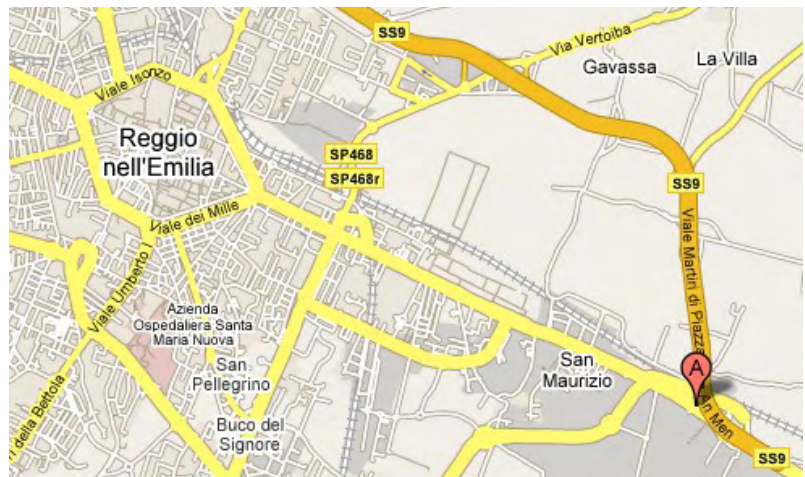 SS9
Via Vertoiba
Gavassa
La Villa
Viale Isonzo
Reggio
nell'Emilia
SP468
SP468r
SS9
Viale dei Mille
Viale Umberto I
Viale Martiri di Piazza
An Men
Azienda
Ospedaliera Santa
Maria Nuova
San
Pellegrino
San
Maurizio
A
della Bettola
Buco del
Signore
SS9